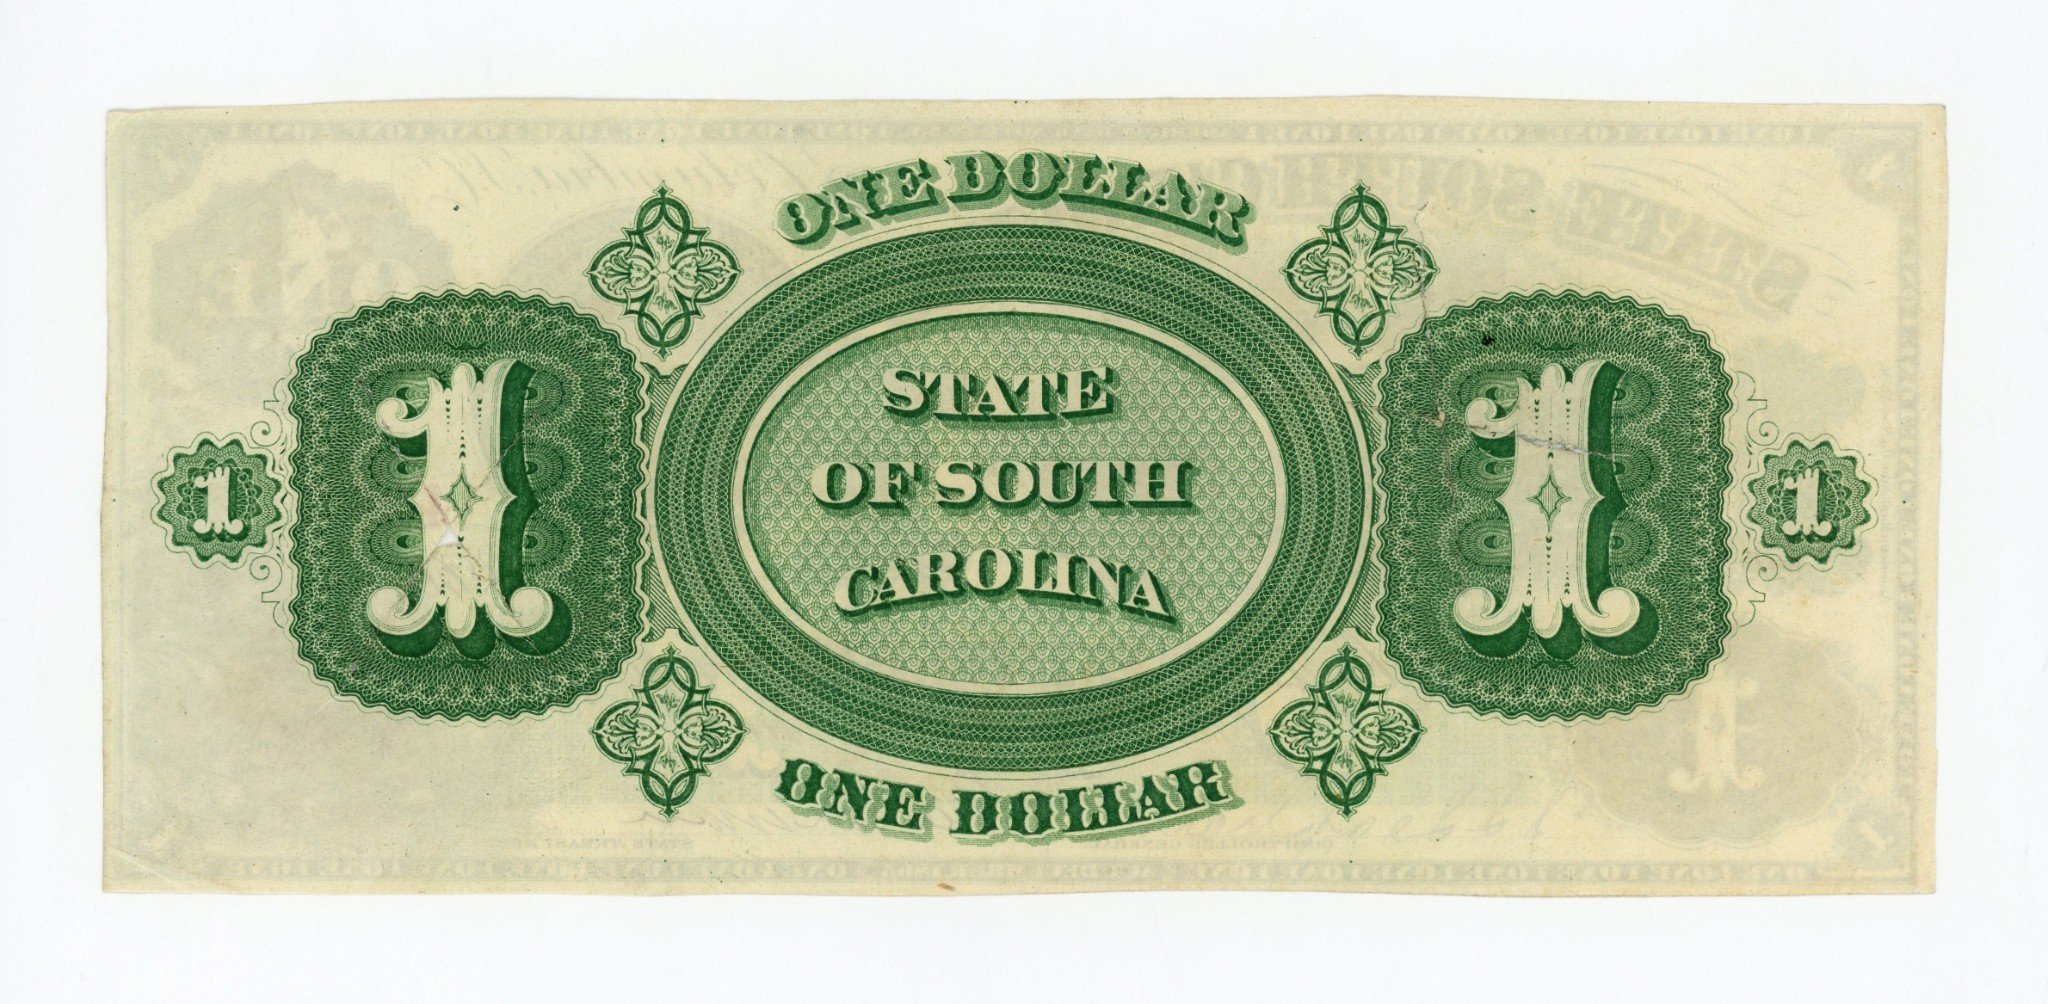 ONE DOLLAR
1
1
STATE
OF SOUTH
CAROLINA
1
1
ONE DOLLAR